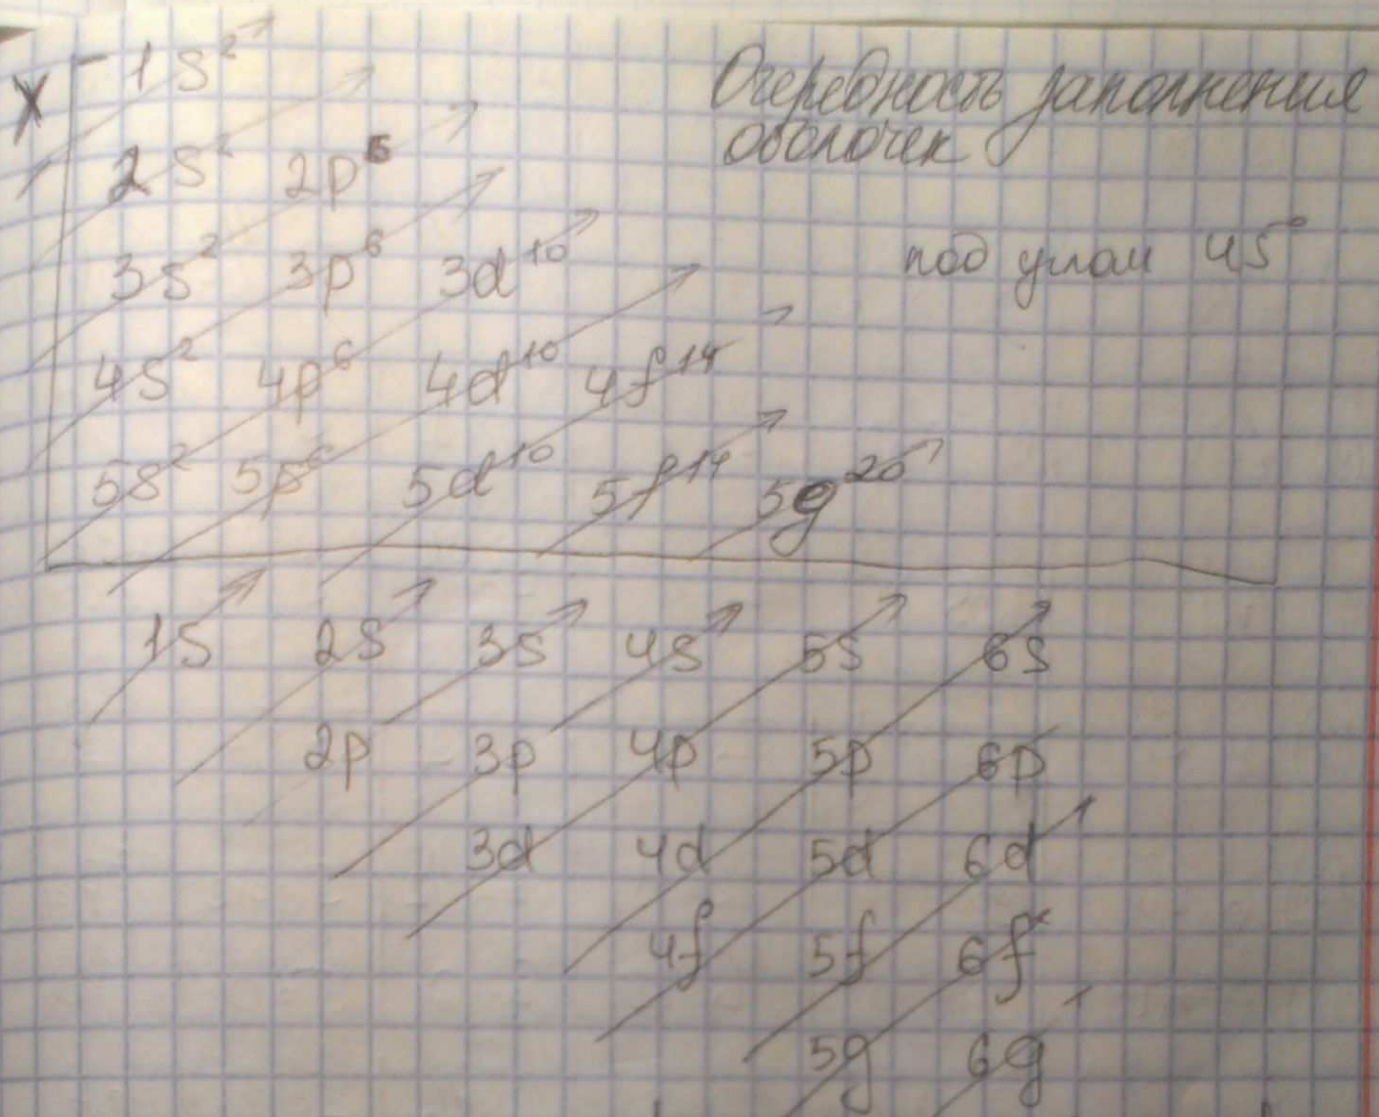 X 1s² Очередность заполнения
оболочек
2s² 2p⁶
3s² 3p⁶ 3d¹⁰ под углом 45°
4s² 4p⁶ 4d¹⁰ 4f¹⁴
5s² 5p⁶ 5d¹⁰ 5f¹⁴ 5g²⁰
1s 2s 3s 4s 5s 6s
2p 3p 4p 5p 6p
3d 4d 5d 6d
4f 5f 6f
5g 6g